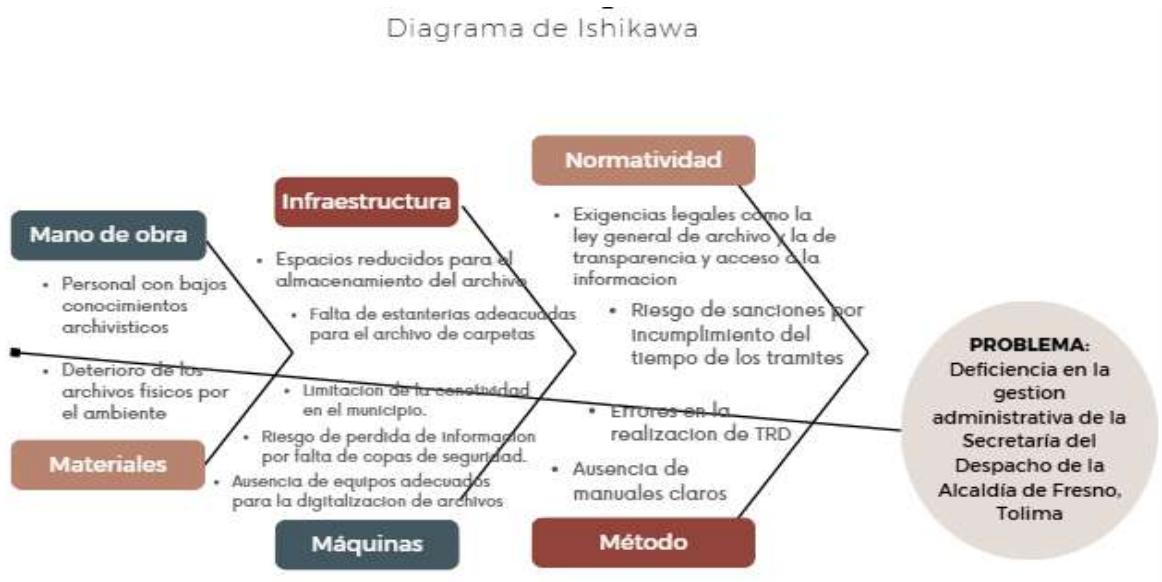 Diagrama de Ishikawa
Normatividad
Infraestructura
Mano de obra
• Exigencias legales como la
ley general de archivo y la de
transparencia y acceso a la
informacion
• Espacios reducidos para el
almacenamiento del archivo
• Personal con bajos
conocimientos
archivisticos
• Falta de estanterias adeacuadas
para el archivo de carpetas
• Riesgo de sanciones por
incumplimiento del
tiempo de los tramites
• Deterioro de los
archivos fisicos por
el ambiente
• Limitacion de la conetividad
en el municipio.
• Riesgo de perdida de informacion
por falta de copas de seguridad.
• Ausencia de equipos adecuados
para la digitalizacion de archivos
• Errores en la
realizacion de TRD
• Ausencia de
manuales claros
Materiales
Máquinas
Método
PROBLEMA:
Deficiencia en la
gestion
administrativa de la
Secretaría del
Despacho de la
Alcaldía de Fresno,
Tolima